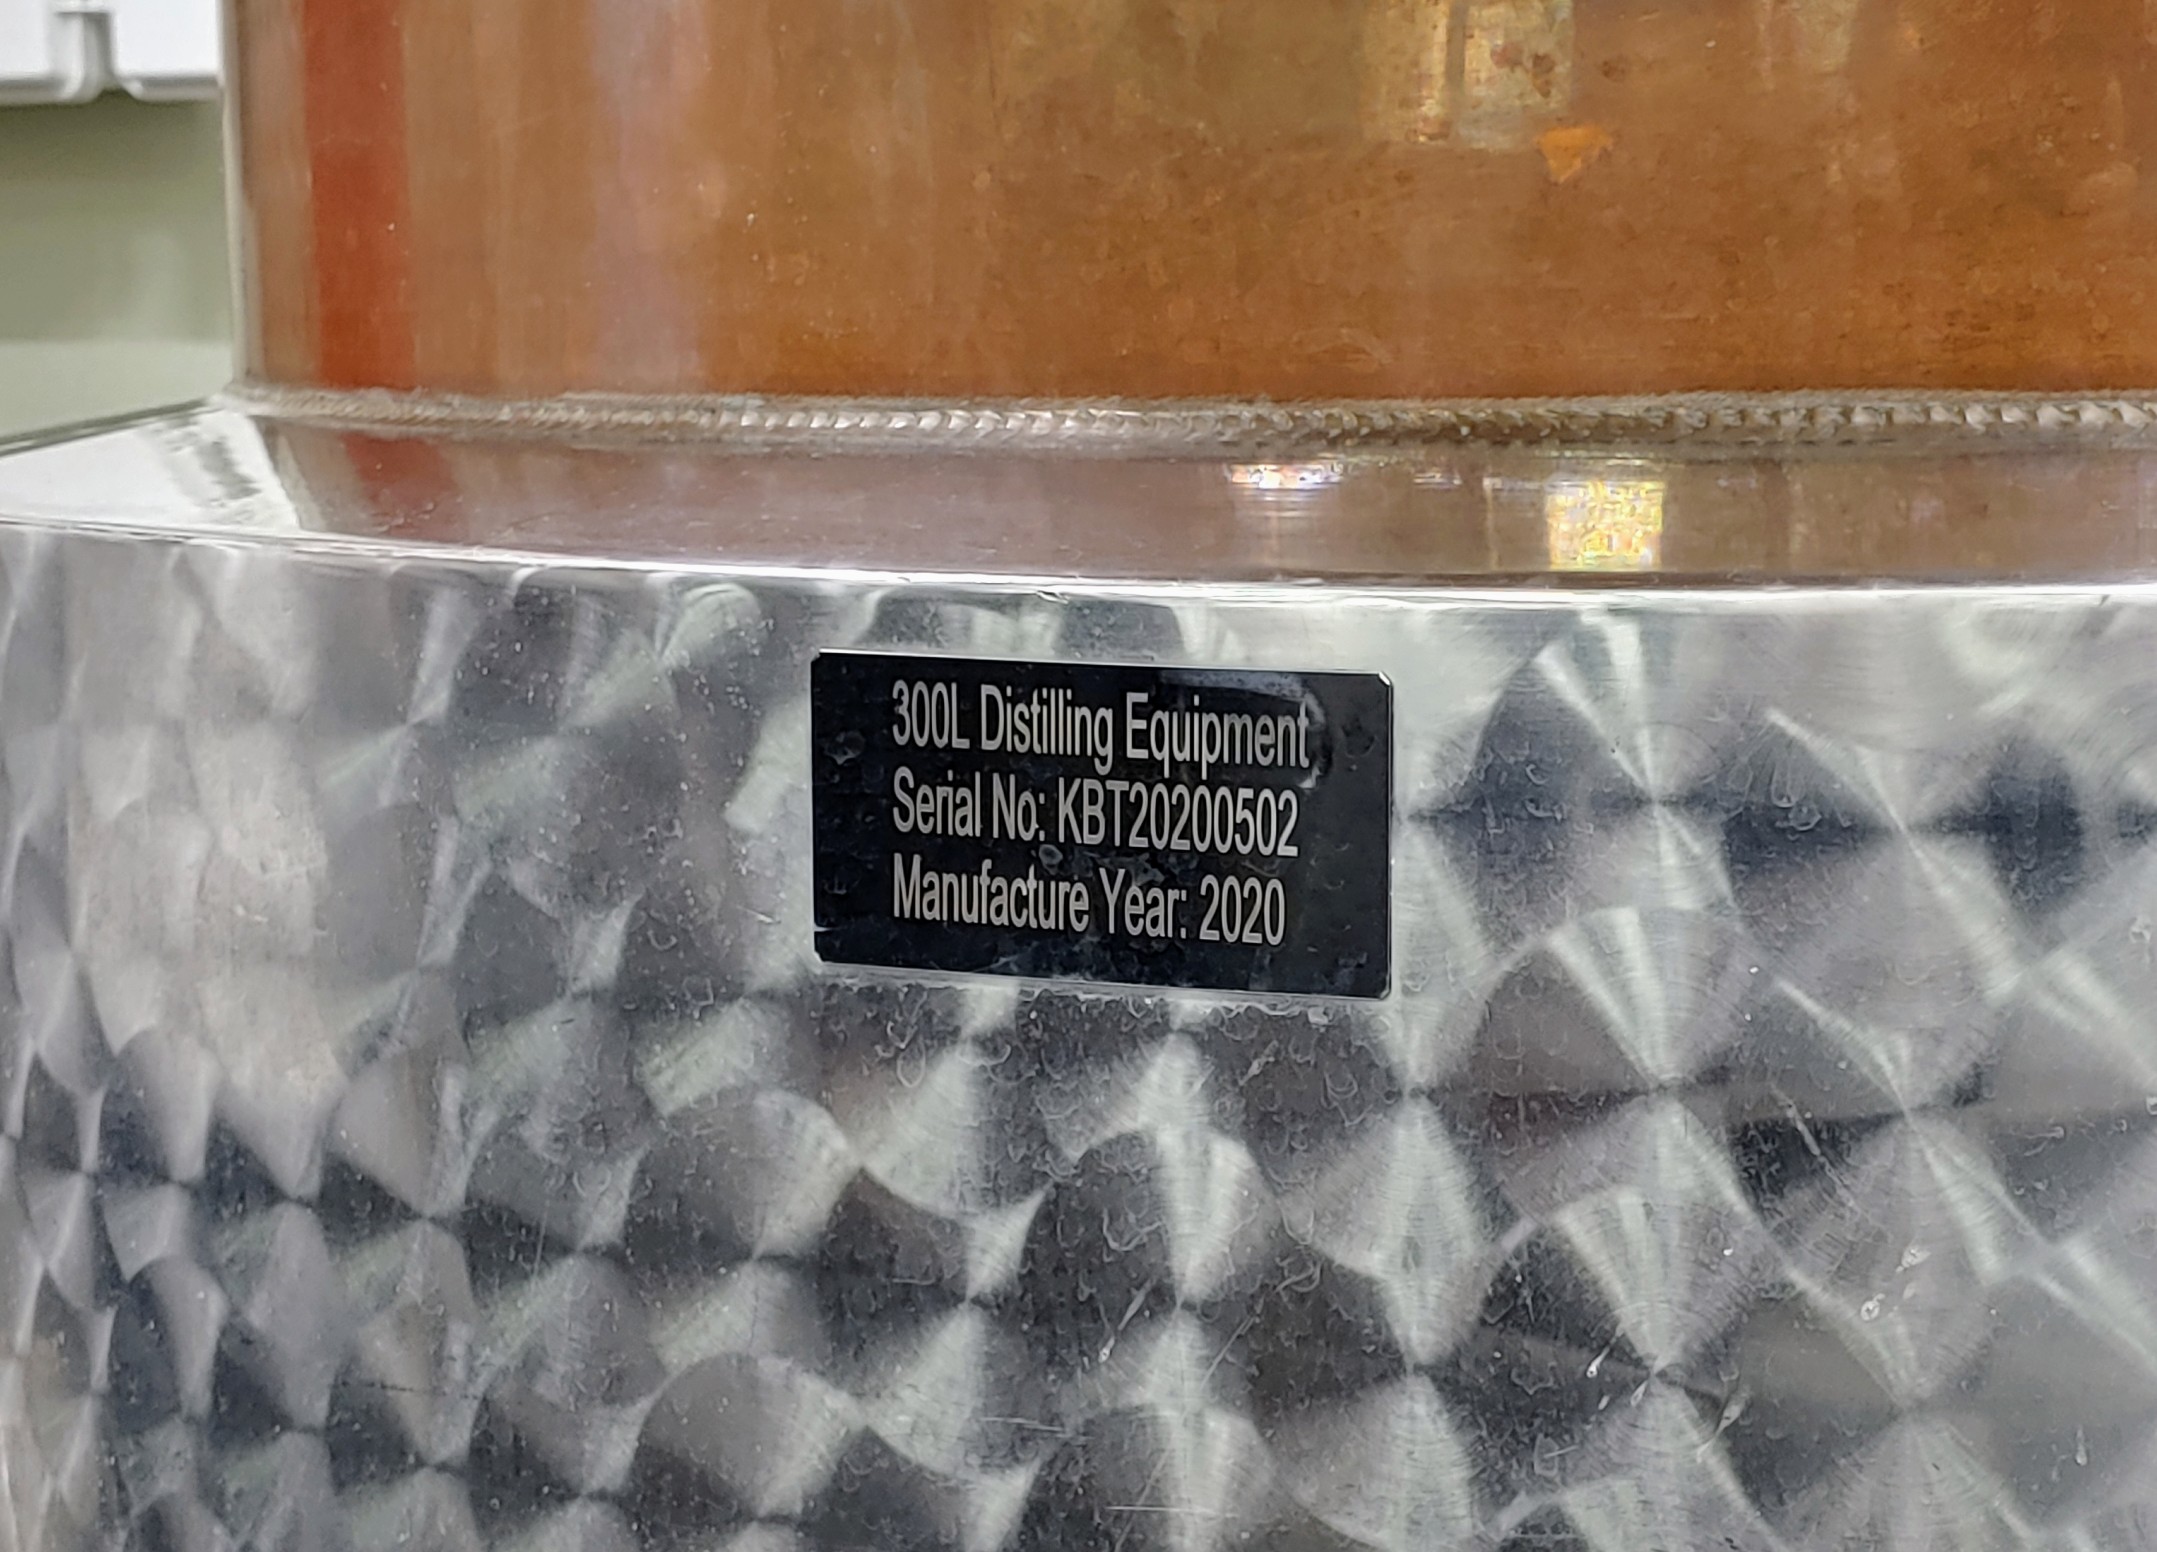 300L Distilling Equipment
Serial No: KBT20200502
Manufacture Year: 2020